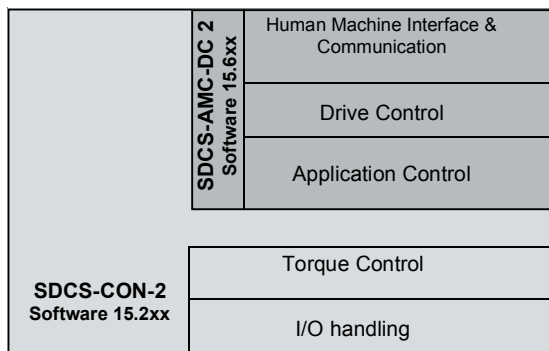 SDCS-AMC-DC 2
Software 15.6xx
Human Machine Interface &
Communication
Drive Control
Application Control
SDCS-CON-2
Software 15.2xx
Torque Control
I/O handling